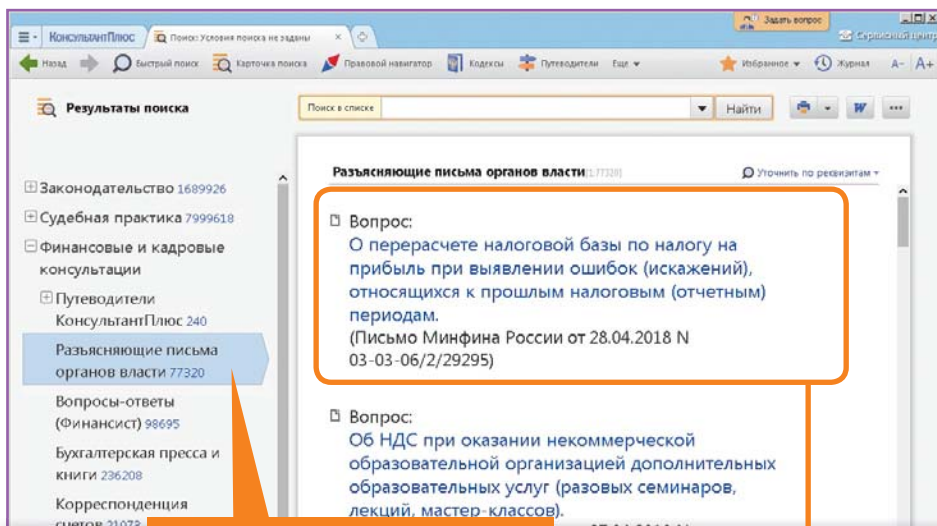 Задать вопрос
КонсультантПлюс
Поиск: Условия поиска не заданы
Сервисный центр
Назад
Быстрый поиск
Карточка поиска
Правовой навигатор
Кодексы
Путеводители
Еще
Избранное
Журнал
A-
A+
Результаты поиска
Поиск в списке
Найти
W
Законодательство 1689926
Судебная практика 7999618
Финансовые и кадровые
консультации
Путеводители
КонсультантПлюс 240
Разъясняющие письма
органов власти 77320
Вопросы-ответы
(Финансист) 98695
Бухгалтерская пресса и
книги 236208
Корреспонденция
счетов 21073
Разъясняющие письма органов власти
Уточнить по реквизитам
Вопрос:
О перерасчете налоговой базы по налогу на
прибыль при выявлении ошибок (искажений),
относящихся к прошлым налоговым (отчетным)
периодам.
(Письмо Минфина России от 28.04.2018 N
03-03-06/2/29295)
Вопрос:
Об НДС при оказании некоммерческой
образовательной организацией дополнительных
образовательных услуг (разовых семинаров,
лекций, мастер-классов).